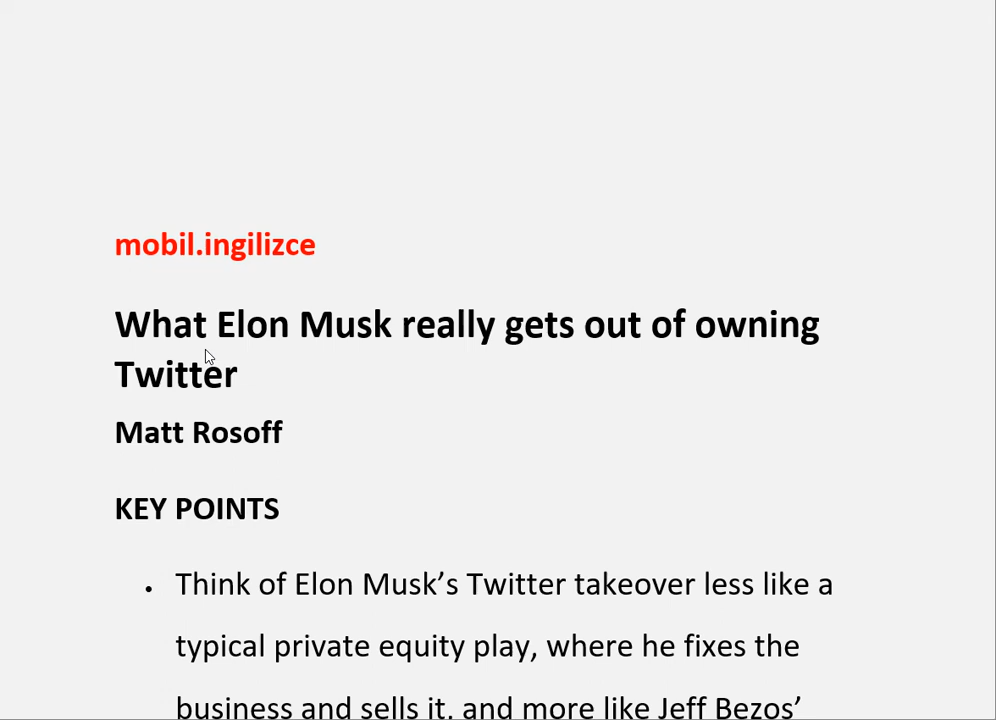 mobil.ingilizce
What Elon Musk really gets out of owning
Twitter
Matt Rosoff
KEY POINTS
• Think of Elon Musk’s Twitter takeover less like a
typical private equity play, where he fixes the
business and sells it, and more like Jeff Bezos’